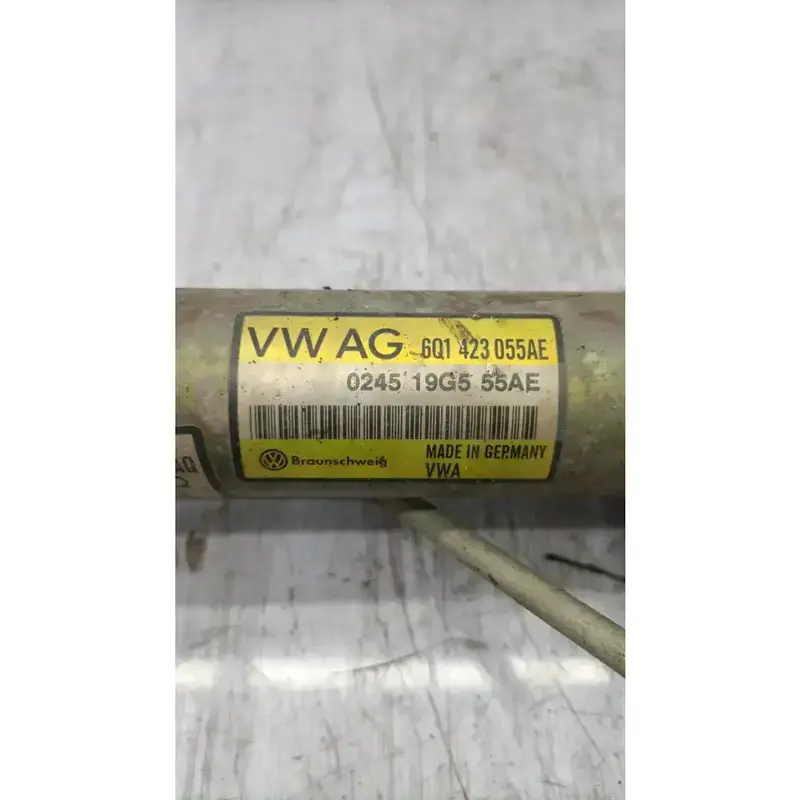 VW AG 6Q1 423 055AE
0245 19G5 55AE
Braunschweig MADE IN GERMANY
VWA